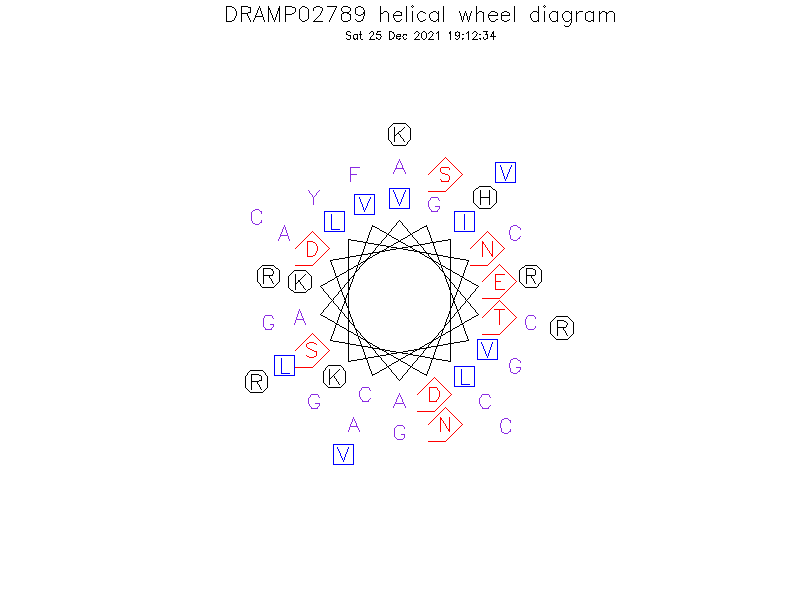 DRAMP02789 helical wheel diagram
Sat 25 Dec 2021 19:12:34
K
F A S V
Y L V V G I H
C A D N C
R K E R
G A T C R
S V
R L K L G
G C A D C
A G N C
V